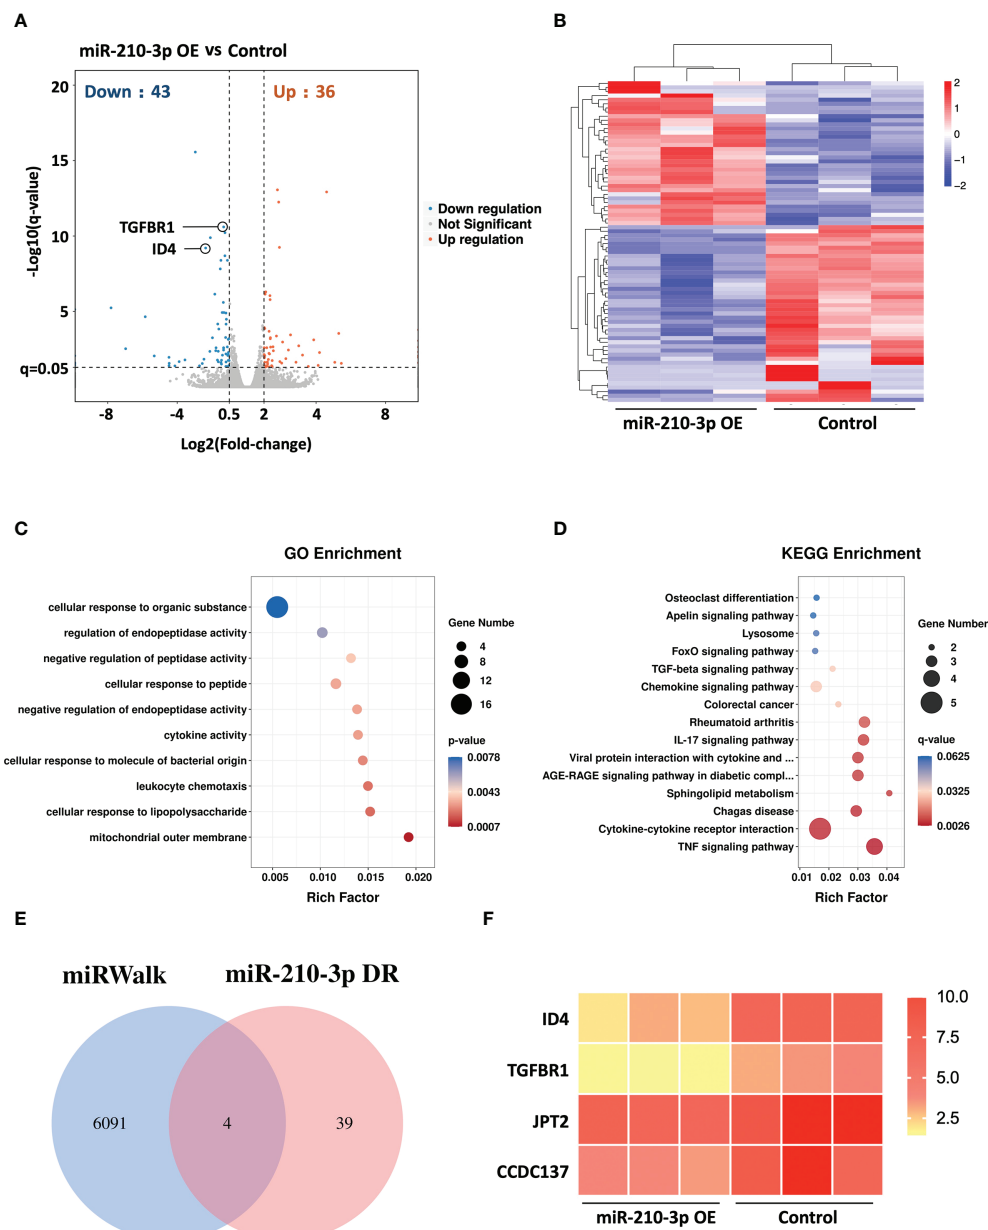 A
miR-210-3p OE vs Control
Down : 43
Up : 36
20
15
10
5
q=0.05
-Log10(q-value)
TGFBR1
ID4
-8
-4
0.5
2
4
8
Log2(Fold-change)
Down regulation
Not Significant
Up regulation
B
2
1
0
−1
−2
miR-210-3p OE
Control
C
GO Enrichment
cellular response to organic substance
regulation of endopeptidase activity
negative regulation of peptidase activity
cellular response to peptide
negative regulation of endopeptidase activity
cytokine activity
cellular response to molecule of bacterial origin
leukocyte chemotaxis
cellular response to lipopolysaccharide
mitochondrial outer membrane
0.005
0.010
0.015
0.020
Rich Factor
Gene Numbe
4
8
12
16
p-value
0.0078
0.0043
0.0007
D
KEGG Enrichment
Osteoclast differentiation
Apelin signaling pathway
Lysosome
FoxO signaling pathway
TGF-beta signaling pathway
Chemokine signaling pathway
Colorectal cancer
Rheumatoid arthritis
IL-17 signaling pathway
Viral protein interaction with cytokine and ...
AGE-RAGE signaling pathway in diabetic compl...
Sphingolipid metabolism
Chagas disease
Cytokine-cytokine receptor interaction
TNF signaling pathway
0.01
0.02
0.03
0.04
Rich Factor
Gene Number
2
3
4
5
q-value
0.0625
0.0325
0.0026
E
miRWalk
miR-210-3p DR
6091
4
39
F
ID4
TGFBR1
JPT2
CCDC137
miR-210-3p OE
Control
10.0
7.5
5.0
2.5